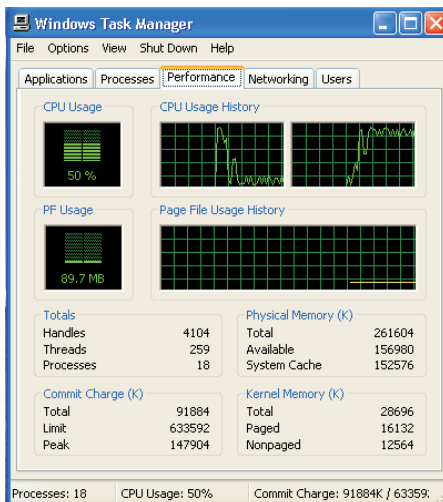 Windows Task Manager
File Options View Shut Down Help
Applications Processes Performance Networking Users
CPU Usage CPU Usage History
50 %
PF Usage Page File Usage History
89.7 MB
Totals Physical Memory (K)
Handles 4104 Total 261604
Threads 259 Available 156980
Processes 18 System Cache 152576
Commit Charge (K) Kernel Memory (K)
Total 91884 Total 28696
Limit 633592 Paged 16132
Peak 147904 Nonpaged 12564
Processes: 18 CPU Usage: 50% Commit Charge: 91884K / 63359